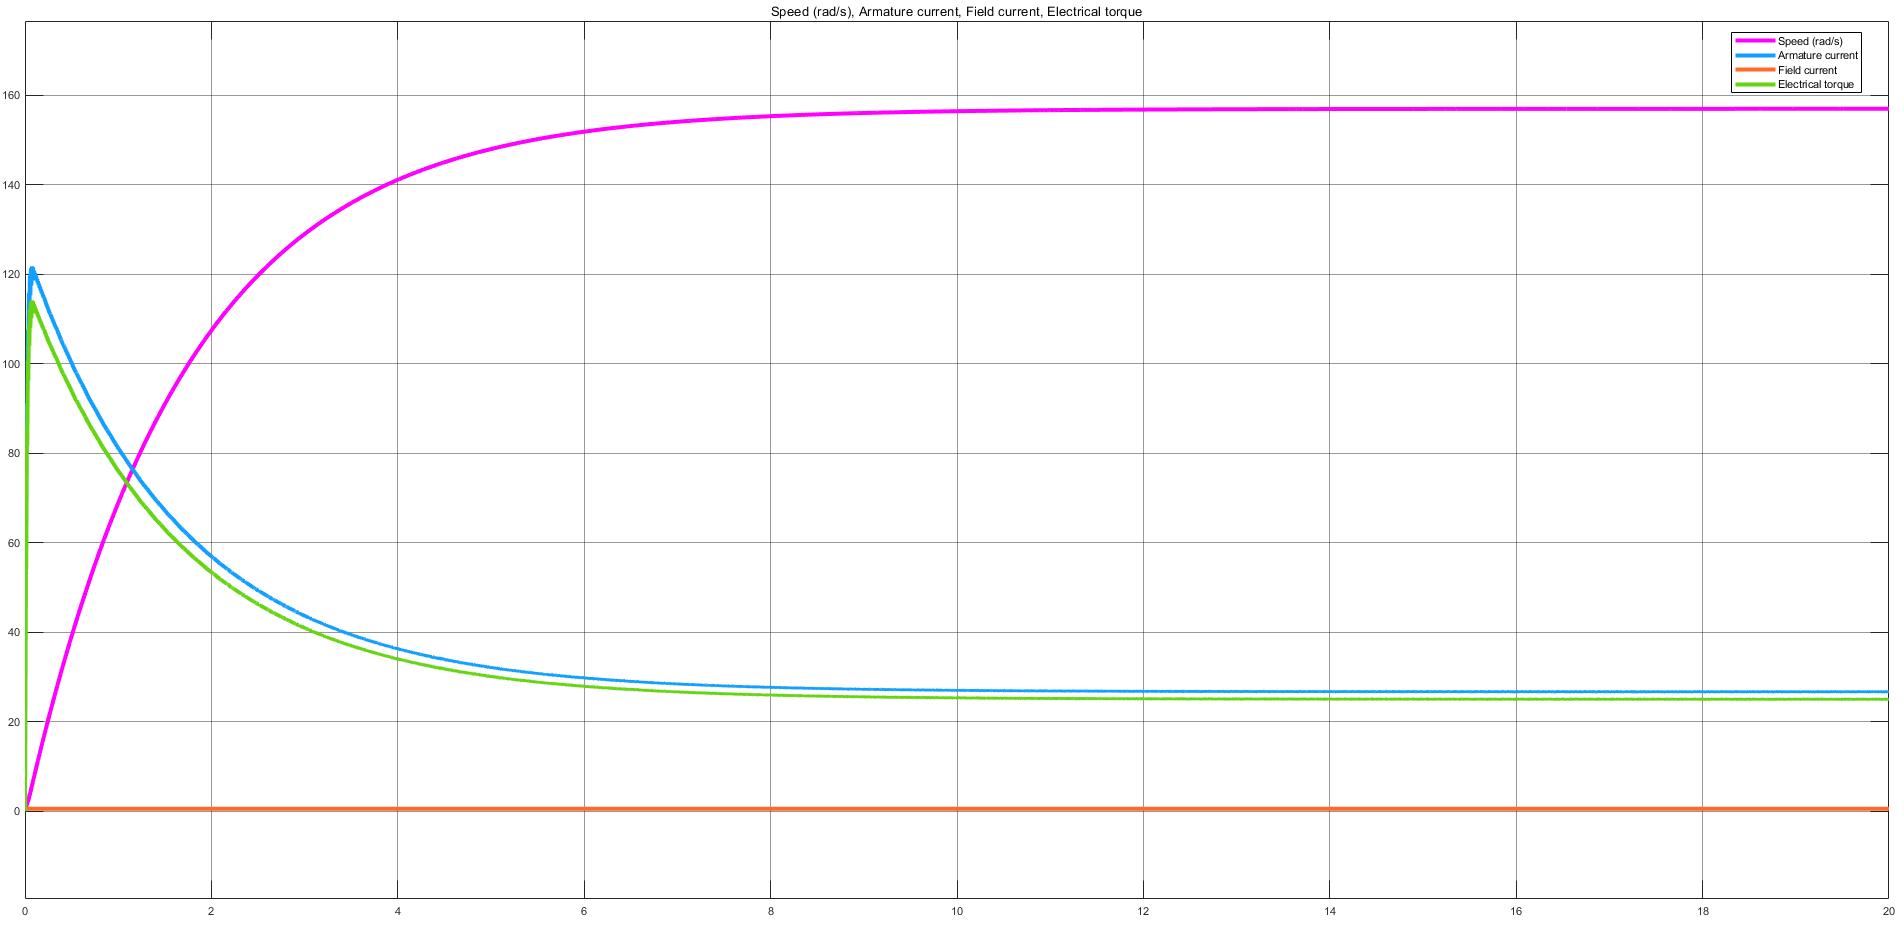 Speed (rad/s), Armature current, Field current, Electrical torque
Speed (rad/s)
Armature current
Field current
Electrical torque
160
140
120
100
80
60
40
20
0
0 2 4 6 8 10 12 14 16 18 20